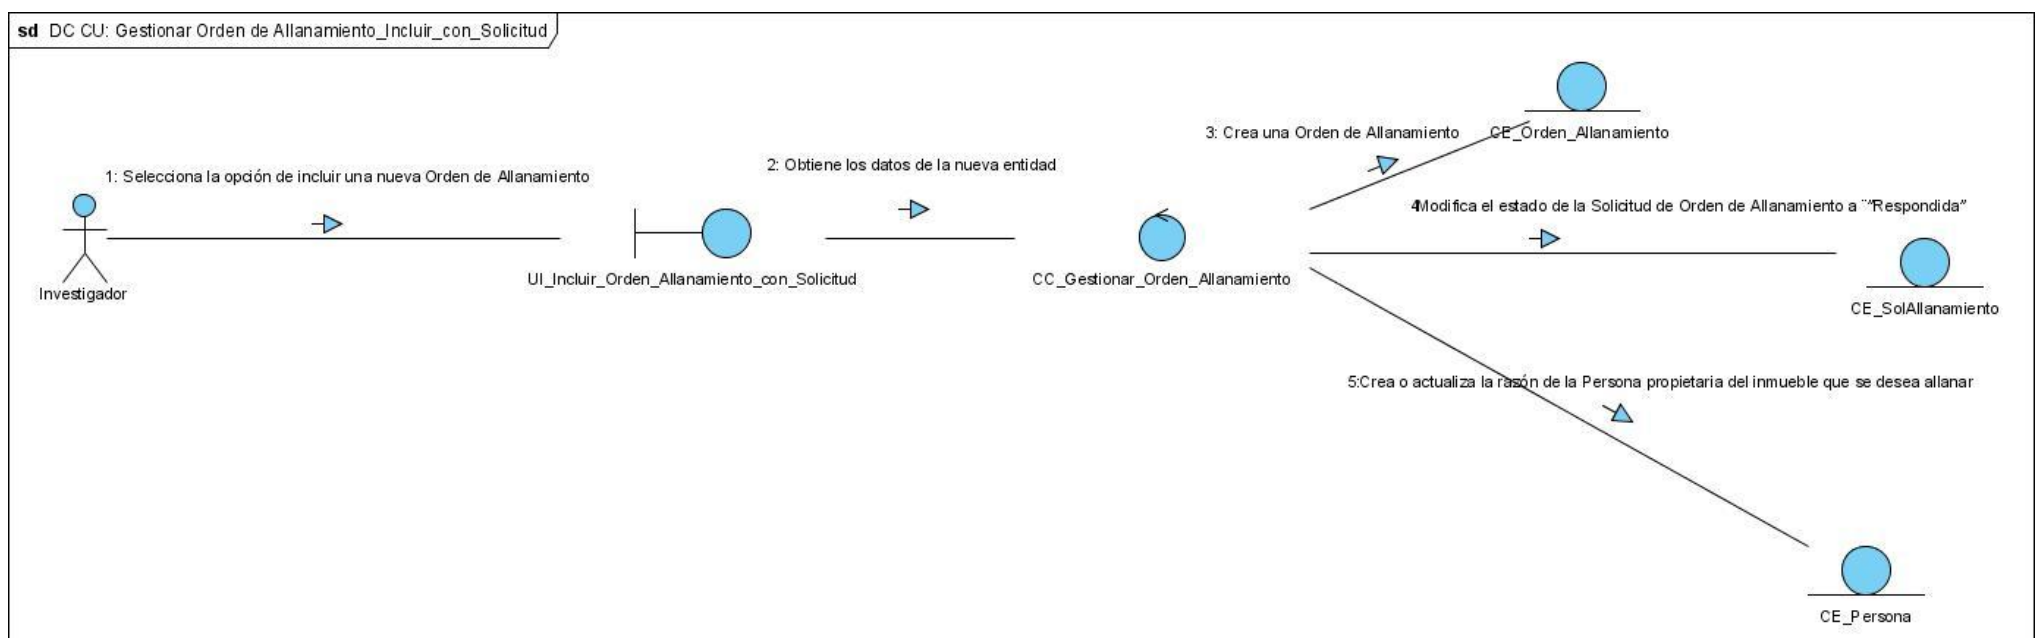 sd DC CU: Gestionar Orden de Allanamiento_Incluir_con_Solicitud
3: Crea una Orden de Allanamiento
CE_Orden_Allanamiento
1: Selecciona la opción de incluir una nueva Orden de Allanamiento
2: Obtiene los datos de la nueva entidad
4Modifica el estado de la Solicitud de Orden de Allanamiento a ¨"Respondida"
Investigador
UI_Incluir_Orden_Allanamiento_con_Solicitud
CC_Gestionar_Orden_Allanamiento
CE_SolAllanamiento
5:Crea o actualiza la razón de la Persona propietaria del inmueble que se desea allanar
CE_Persona